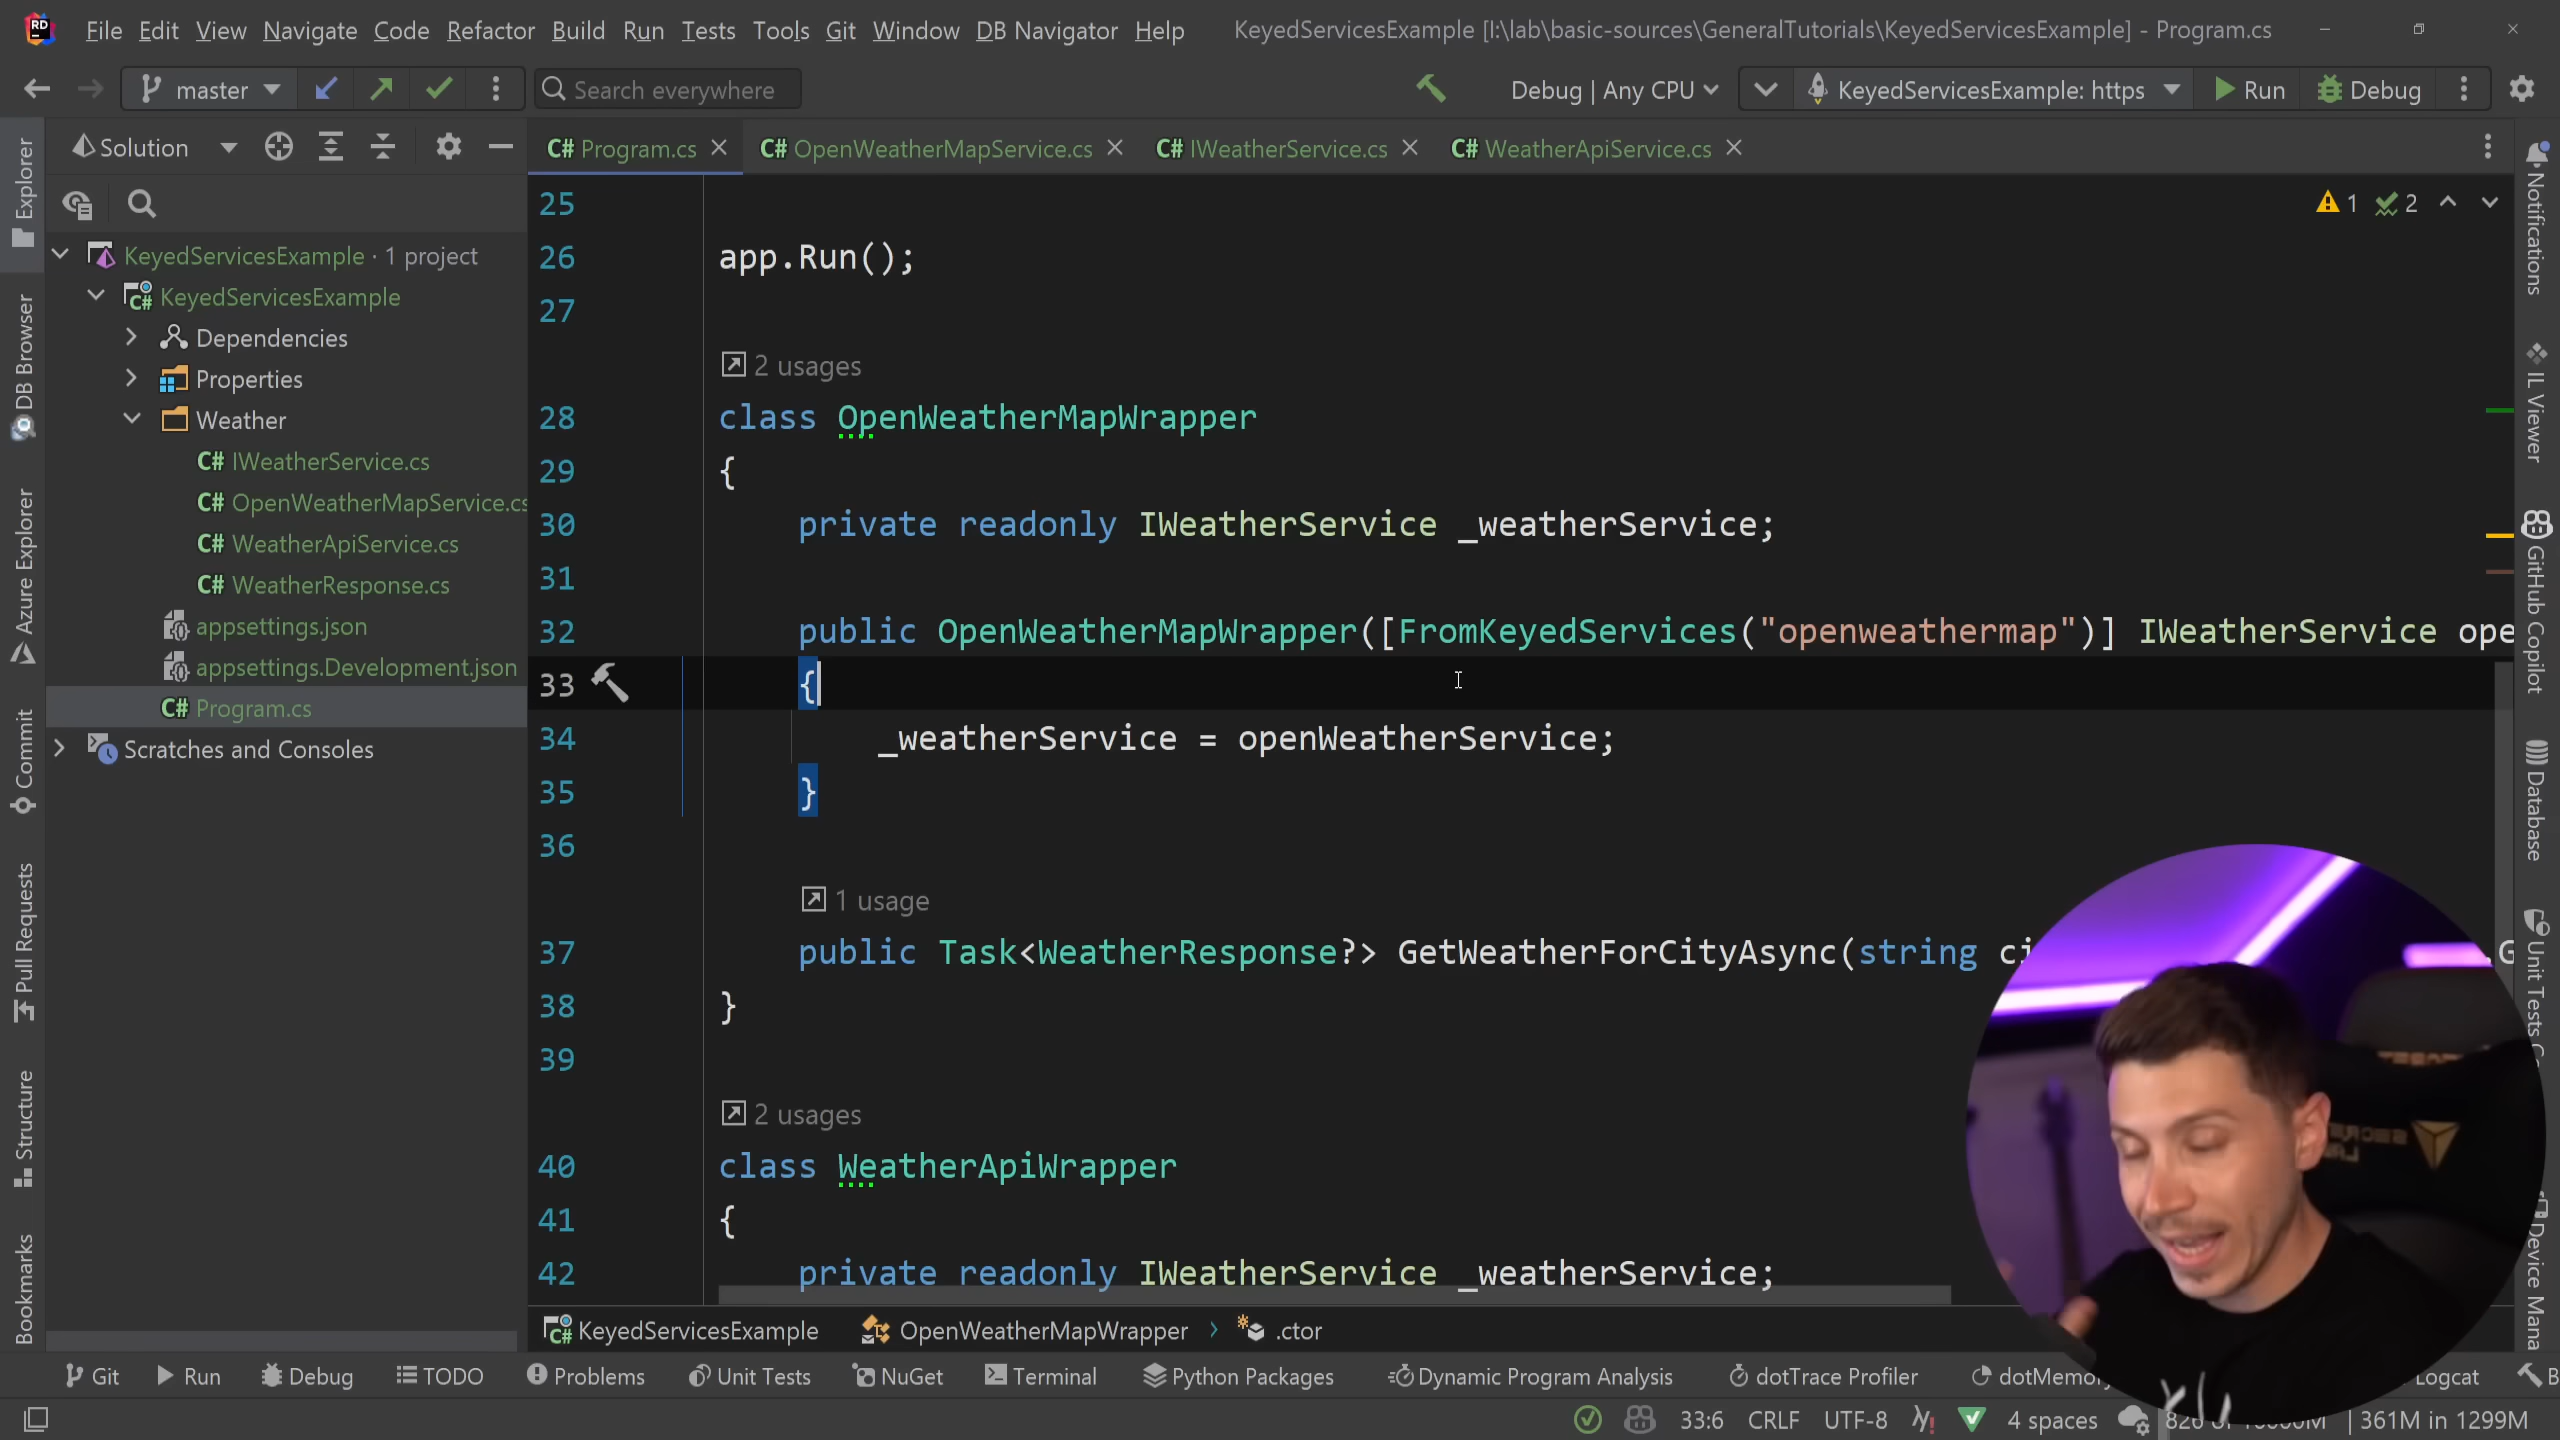 File Edit View Navigate Code Refactor Build Run Tests Tools Git Window DB Navigator Help
KeyedServicesExample [I:\lab\basic-sources\GeneralTutorials\KeyedServicesExample] - Program.cs
master
Search everywhere
Debug | Any CPU
KeyedServicesExample: https
Run
Debug
Solution
C# Program.cs
C# OpenWeatherMapService.cs
C# IWeatherService.cs
C# WeatherApiService.cs
Explorer
DB Browser
Azure Explorer
Commit
Pull Requests
Structure
Bookmarks
KeyedServicesExample · 1 project
KeyedServicesExample
Dependencies
Properties
Weather
C# IWeatherService.cs
C# OpenWeatherMapService.cs
C# WeatherApiService.cs
C# WeatherResponse.cs
appsettings.json
appsettings.Development.json
C# Program.cs
Scratches and Consoles
1 2
25
26 app.Run();
27
2 usages
28 class OpenWeatherMapWrapper
29 {
30 private readonly IWeatherService _weatherService;
31
32 public OpenWeatherMapWrapper([FromKeyedServices("openweathermap")] IWeatherService ope
33 {
34 _weatherService = openWeatherService;
35 }
36
1 usage
37 public Task<WeatherResponse?> GetWeatherForCityAsync(string ci .G
38 }
39
2 usages
40 class WeatherApiWrapper
41 {
42 private readonly IWeatherService _weatherService;
Notifications
IL Viewer
GitHub Copilot
Database
Unit Tests C
Device Mana
KeyedServicesExample OpenWeatherMapWrapper .ctor
Git Run Debug TODO Problems Unit Tests NuGet Terminal Python Packages Dynamic Program Analysis dotTrace Profiler dotMemory Logcat B
33:6 CRLF UTF-8 4 spaces 361M in 1299M